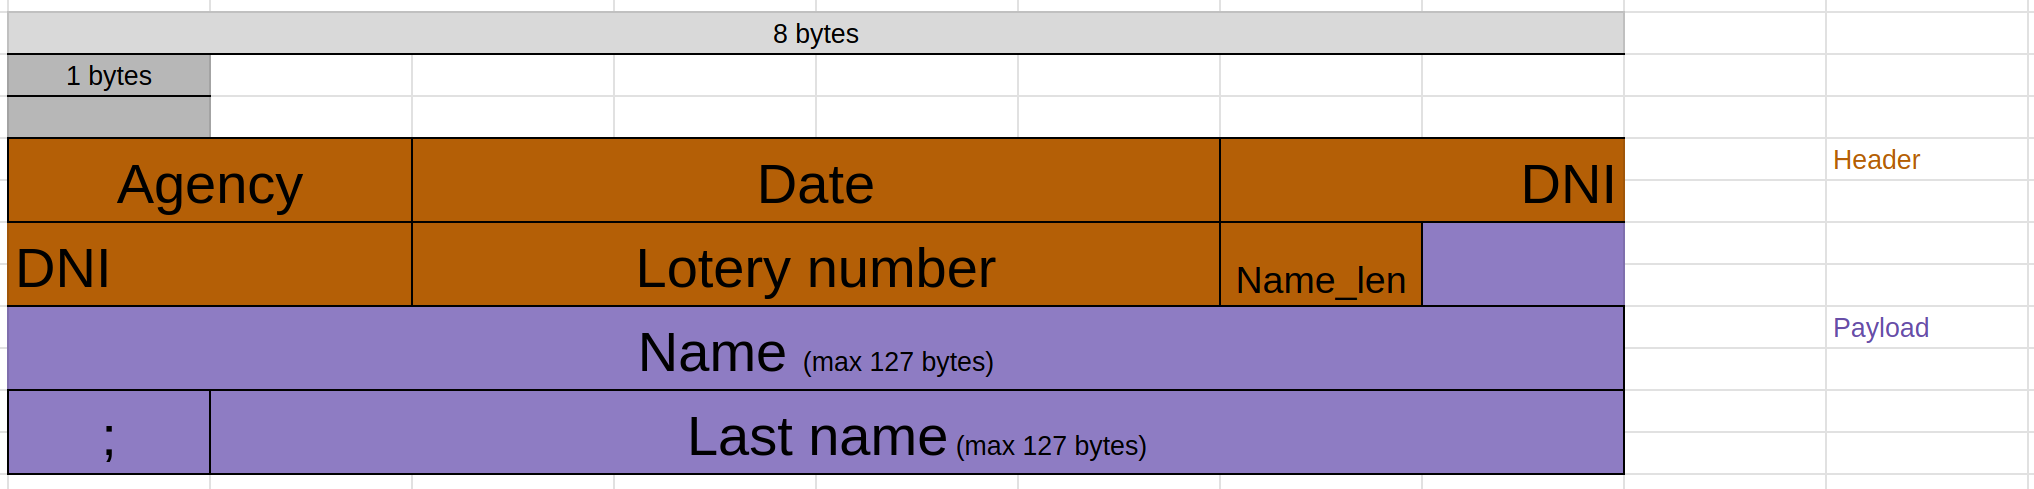 8 bytes
1 bytes
Agency Date DNI
Header
DNI Lotery number Name_len
Name (max 127 bytes)
Payload
; Last name (max 127 bytes)